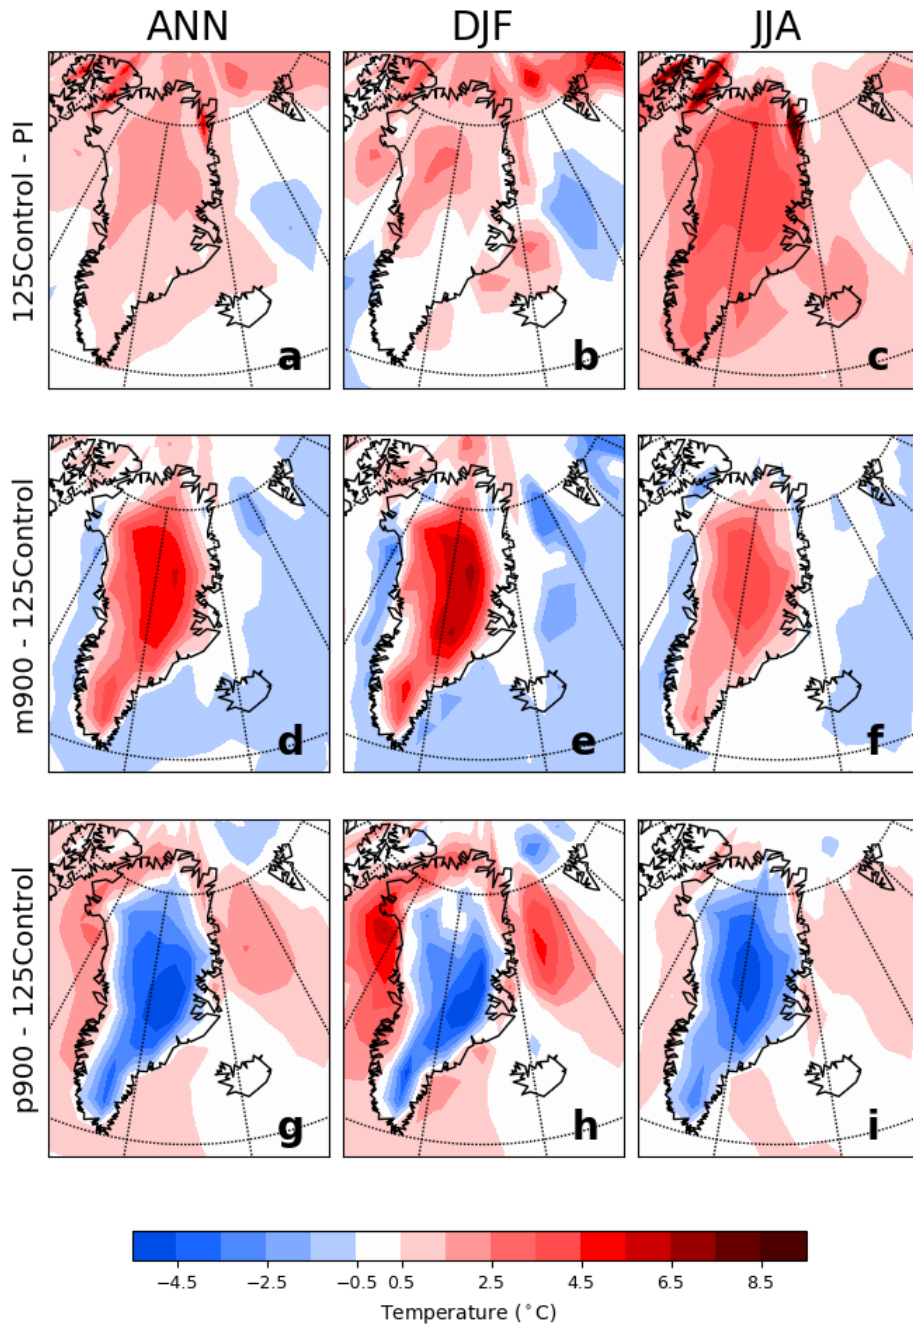 ANN DJF JJA
125Control - PI
a b c
m900 - 125Control
d e f
p900 - 125Control
g h i
−4.5 −2.5 −0.5 0.5 2.5 4.5 6.5 8.5
Temperature (°C)